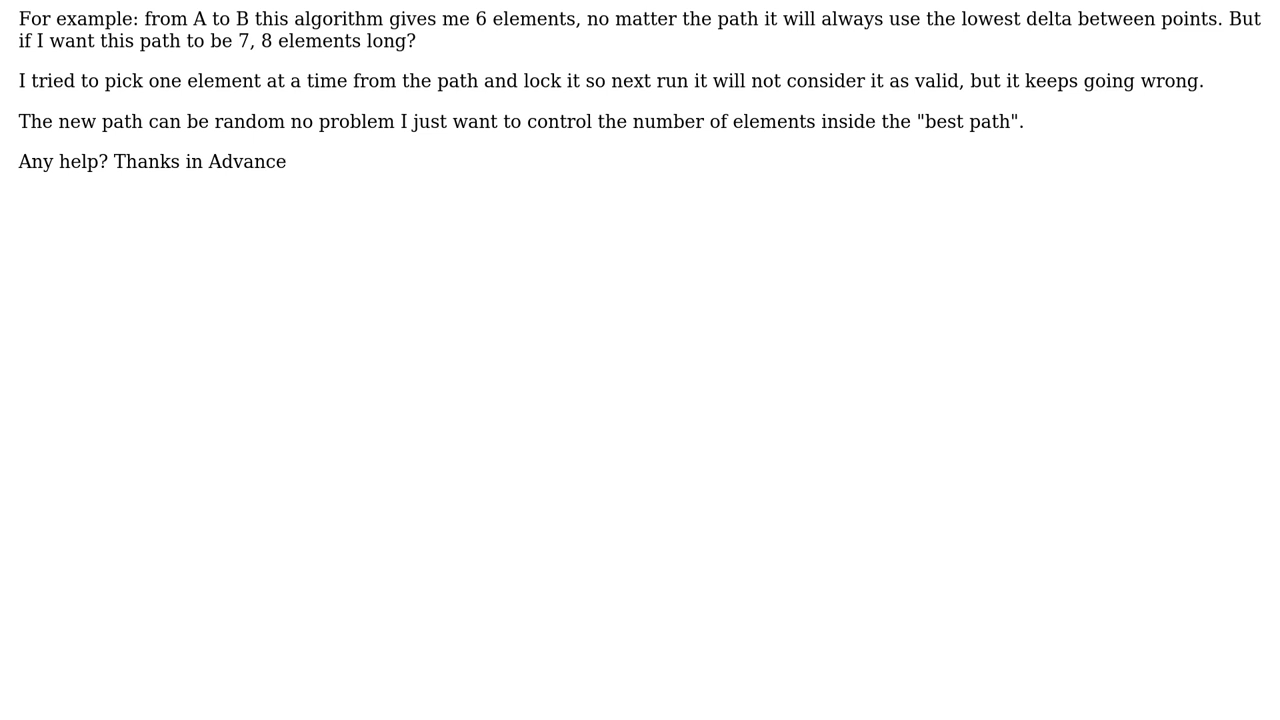 For example: from A to B this algorithm gives me 6 elements, no matter the path it will always use the lowest delta between points. But
if I want this path to be 7, 8 elements long?
I tried to pick one element at a time from the path and lock it so next run it will not consider it as valid, but it keeps going wrong.
The new path can be random no problem I just want to control the number of elements inside the "best path".
Any help? Thanks in Advance